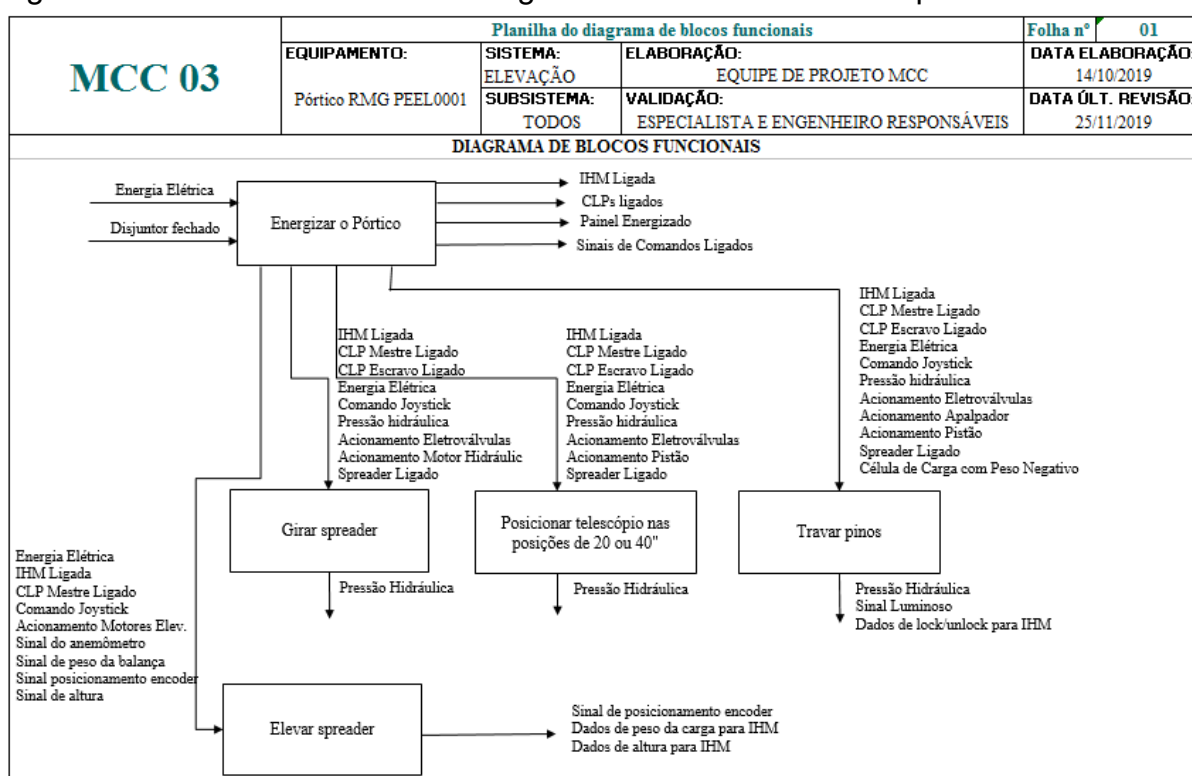 Planilha do diagrama de blocos funcionais
Folha nº 01
MCC 03
EQUIPAMENTO:
Pórtico RMG PEEL0001
SISTEMA:
ELEVAÇÃO
SUBSISTEMA:
TODOS
ELABORAÇÃO:
EQUIPE DE PROJETO MCC
VALIDAÇÃO:
ESPECIALISTA E ENGENHEIRO RESPONSÁVEIS
DATA ELABORAÇÃO:
14/10/2019
DATA ÚLT. REVISÃO:
25/11/2019
DIAGRAMA DE BLOCOS FUNCIONAIS
Energia Elétrica
Disjuntor fechado
Energizar o Pórtico
IHM Ligada
CLPs ligados
Painel Energizado
Sinais de Comandos Ligados
IHM Ligada
CLP Mestre Ligado
CLP Escravo Ligado
Energia Elétrica
Comando Joystick
Pressão hidráulica
Acionamento Eletroválvulas
Acionamento Motor Hidráulic
Spreader Ligado
IHM Ligada
CLP Mestre Ligado
CLP Escravo Ligado
Energia Elétrica
Comando Joystick
Pressão hidráulica
Acionamento Eletroválvulas
Acionamento Pistão
Spreader Ligado
IHM Ligada
CLP Mestre Ligado
CLP Escravo Ligado
Energia Elétrica
Comando Joystick
Pressão hidráulica
Acionamento Eletroválvulas
Acionamento Apalpador
Acionamento Pistão
Spreader Ligado
Célula de Carga com Peso Negativo
Girar spreader
Posicionar telescópio nas
posições de 20 ou 40"
Travar pinos
Pressão Hidráulica
Pressão Hidráulica
Pressão Hidráulica
Sinal Luminoso
Dados de lock/unlock para IHM
Energia Elétrica
IHM Ligada
CLP Mestre Ligado
Comando Joystick
Acionamento Motores Elev.
Sinal do anemômetro
Sinal de peso da balança
Sinal posicionamento encoder
Sinal de altura
Elevar spreader
Sinal de posicionamento encoder
Dados de peso da carga para IHM
Dados de altura para IHM